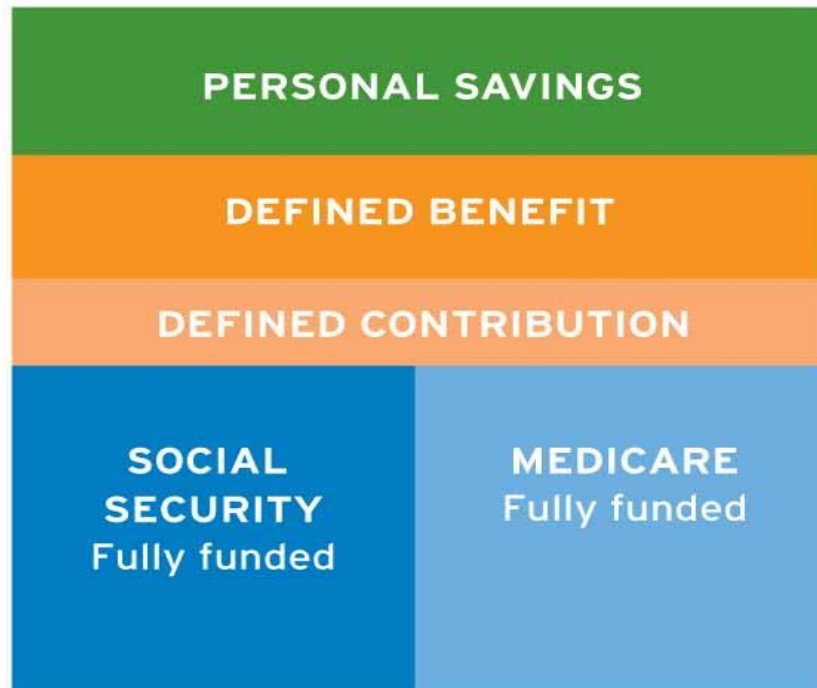 PERSONAL SAVINGS
DEFINED BENEFIT
DEFINED CONTRIBUTION
SOCIAL
SECURITY
Fully funded
MEDICARE
Fully funded